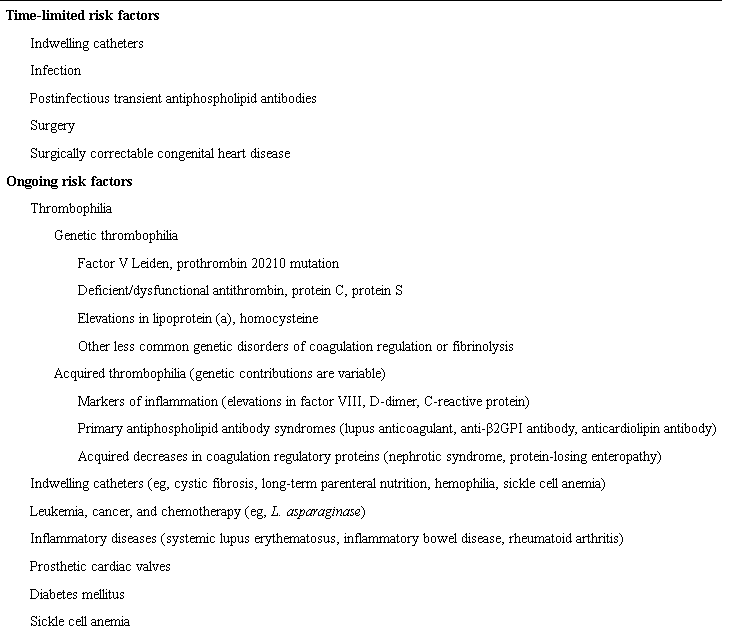 Time-limited risk factors
Indwelling catheters
Infection
Postinfectious transient antiphospholipid antibodies
Surgery
Surgically correctable congenital heart disease
Ongoing risk factors
Thrombophilia
Genetic thrombophilia
Factor V Leiden, prothrombin 20210 mutation
Deficient/dysfunctional antithrombin, protein C, protein S
Elevations in lipoprotein (a), homocysteine
Other less common genetic disorders of coagulation regulation or fibrinolysis
Acquired thrombophilia (genetic contributions are variable)
Markers of inflammation (elevations in factor VIII, D-dimer, C-reactive protein)
Primary antiphospholipid antibody syndromes (lupus anticoagulant, anti-β2GPI antibody, anticardiolipin antibody)
Acquired decreases in coagulation regulatory proteins (nephrotic syndrome, protein-losing enteropathy)
Indwelling catheters (eg, cystic fibrosis, long-term parenteral nutrition, hemophilia, sickle cell anemia)
Leukemia, cancer, and chemotherapy (eg, L. asparaginase)
Inflammatory diseases (systemic lupus erythematosus, inflammatory bowel disease, rheumatoid arthritis)
Prosthetic cardiac valves
Diabetes mellitus
Sickle cell anemia